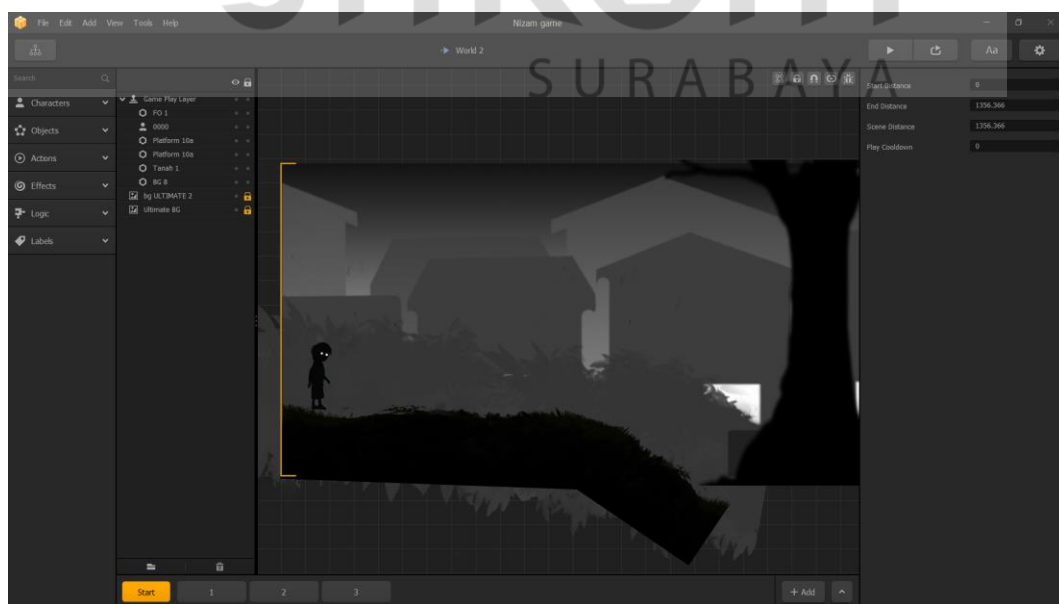 File Edit Add View Tools Help
Nizam game
World 2
Aa
SURABAYA
Search
Characters
Objects
Actions
Effects
Logic
Labels
Game Play Layer
FO 1
0000
Platform 10a
Platform 10a
Tanah 1
BG 8
bg ULTIMATE 2
Ultimate BG
Start Distance 0
End Distance 1356.366
Scene Distance 1356.366
Play Cooldown 0
Start 1 2 3
+ Add